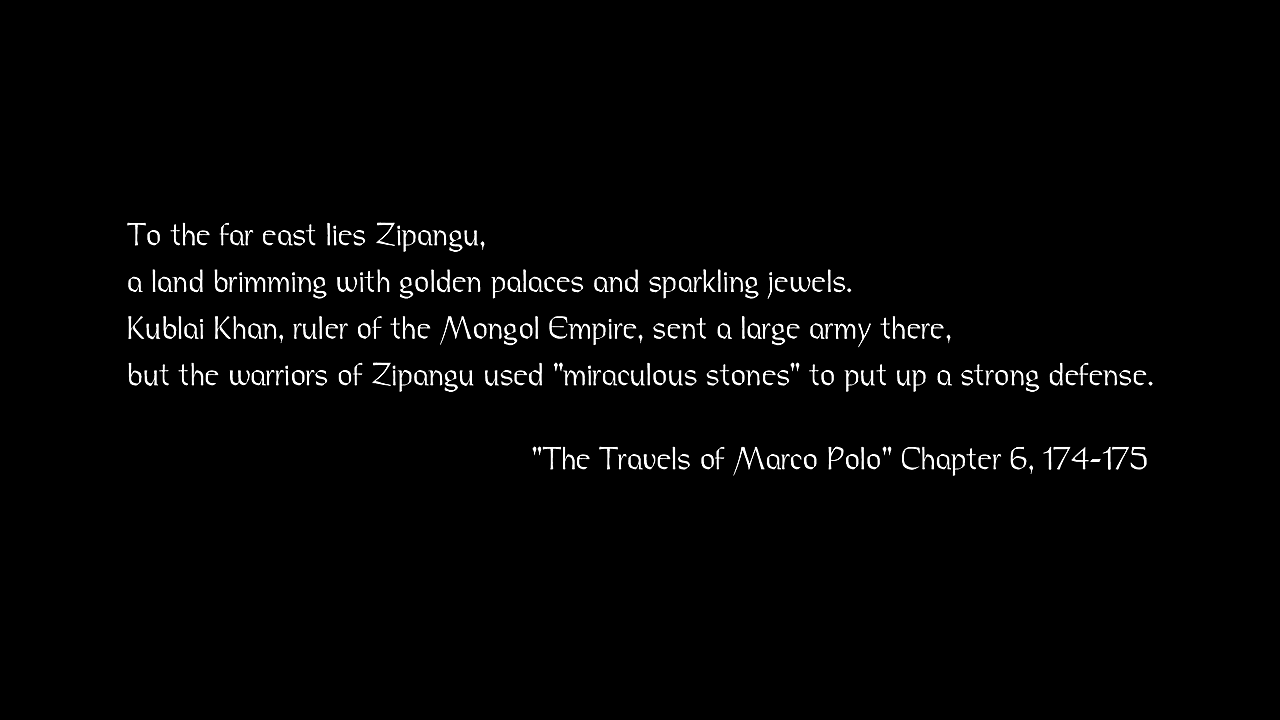 To the far east lies Zipangu,
a land brimming with golden palaces and sparkling jewels.
Kublai Khan, ruler of the Mongol Empire, sent a large army there,
but the warriors of Zipangu used "miraculous stones" to put up a strong defense.
"The Travels of Marco Polo" Chapter 6, 174-175